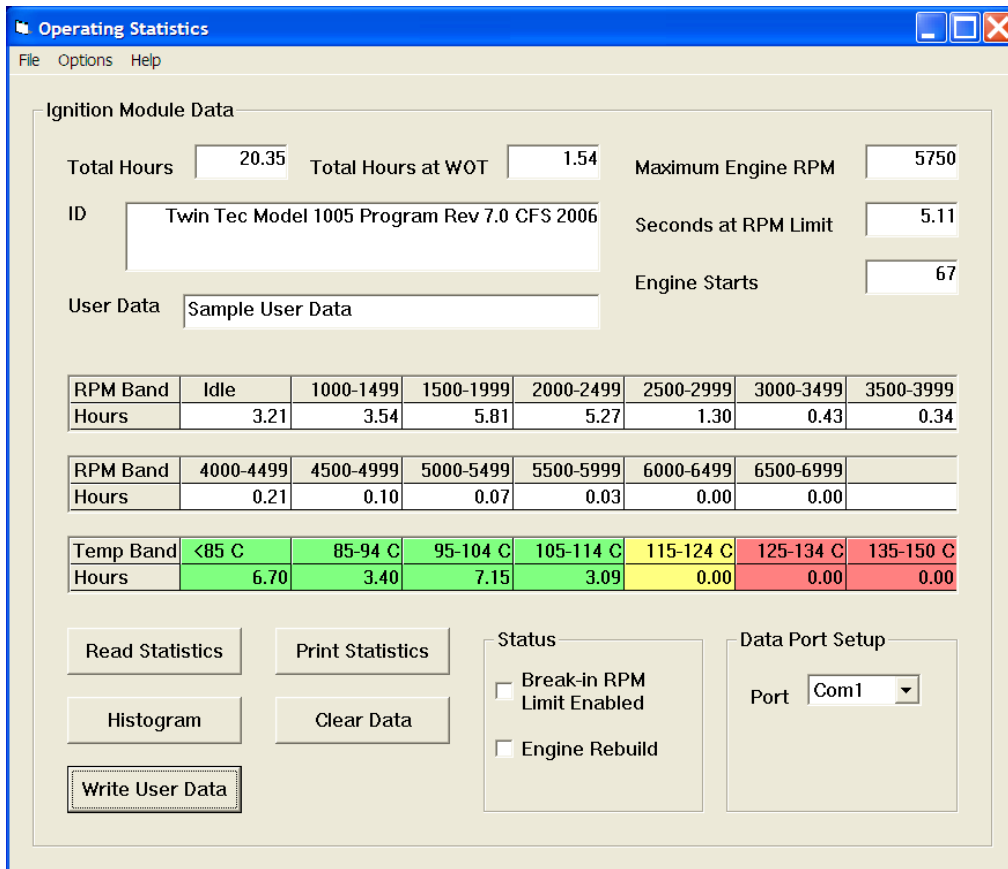 Operating Statistics
File Options Help
Ignition Module Data
Total Hours 20.35 Total Hours at WOT 1.54 Maximum Engine RPM 5750
ID Twin Tec Model 1005 Program Rev 7.0 CFS 2006 Seconds at RPM Limit 5.11
Engine Starts 67
User Data Sample User Data
RPM Band Idle 1000-1499 1500-1999 2000-2499 2500-2999 3000-3499 3500-3999
Hours 3.21 3.54 5.81 5.27 1.30 0.43 0.34
RPM Band 4000-4499 4500-4999 5000-5499 5500-5999 6000-6499 6500-6999
Hours 0.21 0.10 0.07 0.03 0.00 0.00
Temp Band <85 C 85-94 C 95-104 C 105-114 C 115-124 C 125-134 C 135-150 C
Hours 6.70 3.40 7.15 3.09 0.00 0.00 0.00
Read Statistics Print Statistics
Histogram Clear Data
Write User Data
Status
Break-in RPM
Limit Enabled
Engine Rebuild
Data Port Setup
Port Com1